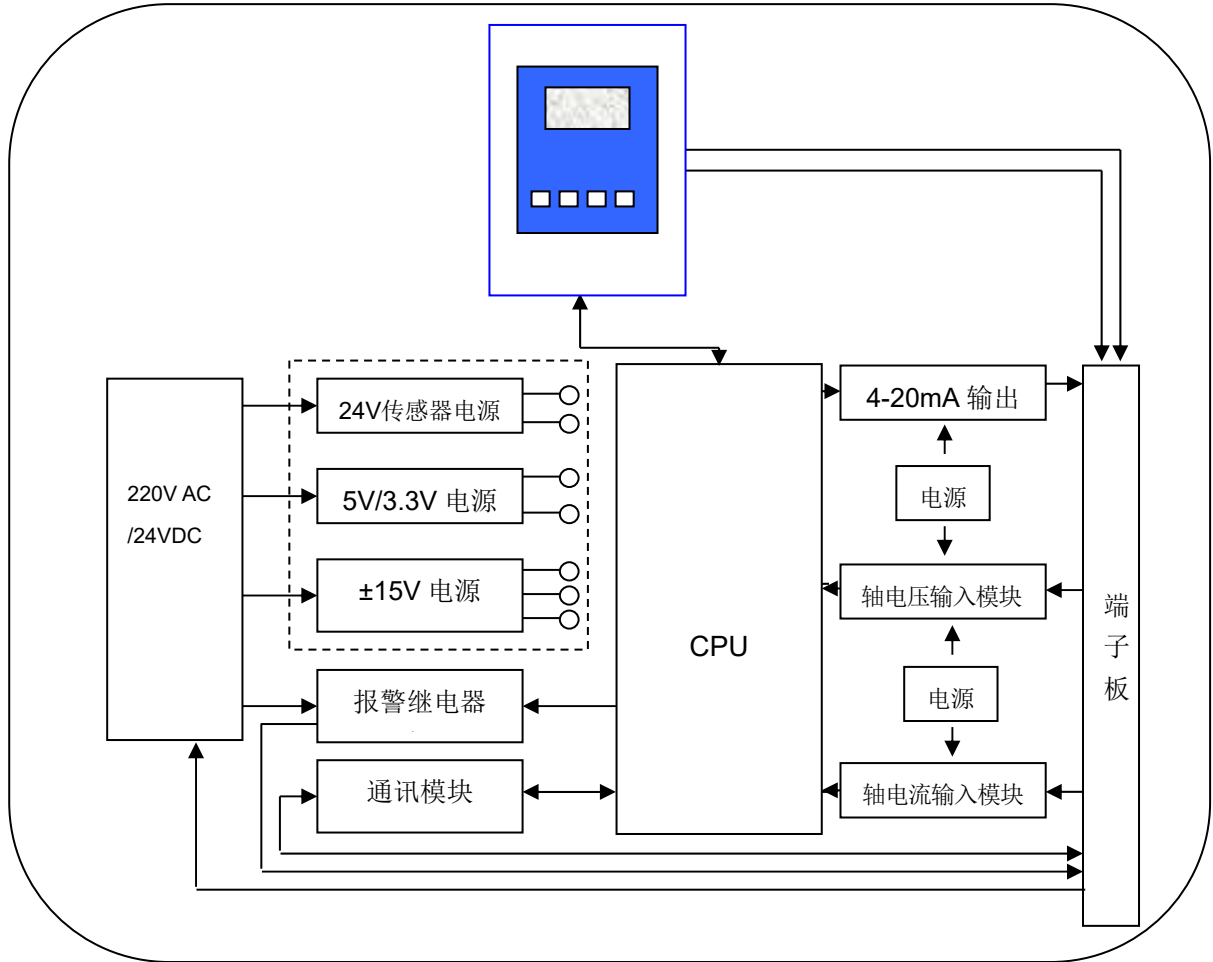 24V传感器电源
4-20mA 输出
220V AC
/24VDC
5V/3.3V 电源
电源
±15V 电源
轴电压输入模块
CPU
端
子
板
报警继电器
电源
通讯模块
轴电流输入模块